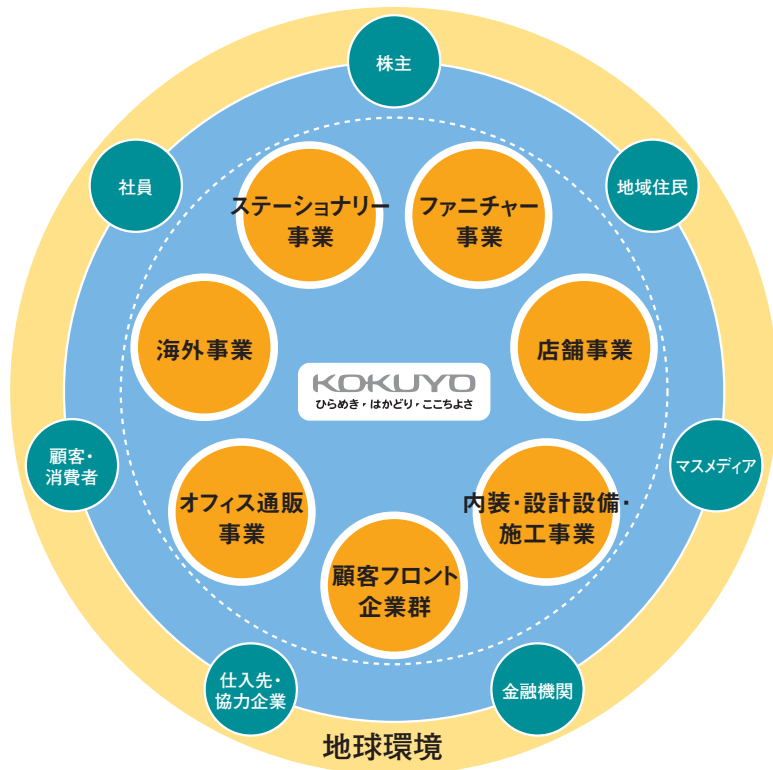 株主
社員
地域住民
ステーショナリー
事業
ファニチャー
事業
海外事業
店舗事業
KOKUYO
ひらめき・はかどり・ここちよさ
顧客・
消費者
マスメディア
オフィス通販
事業
内装・設計設備・
施工事業
顧客フロント
企業群
仕入先・
協力企業
金融機関
地球環境